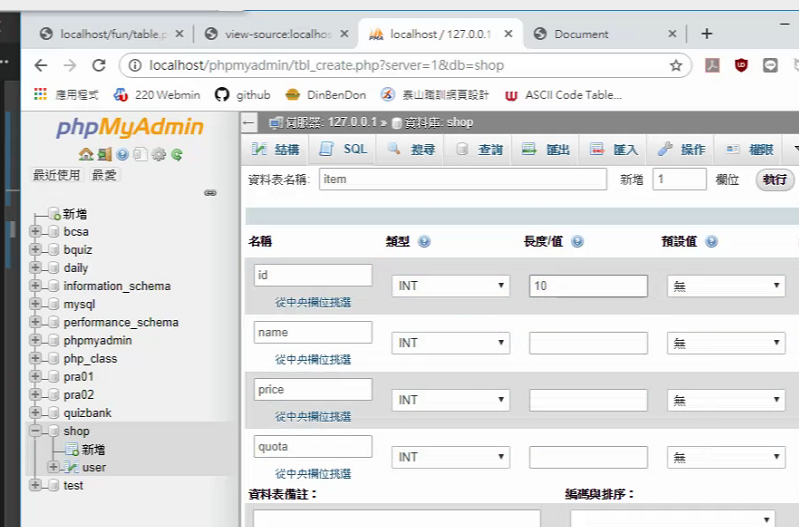 localhost/fun/table.p
view-source:localhos
localhost / 127.0.0.1
Document
localhost/phpmyadmin/tbl_create.php?server=1&db=shop
應用程式
220 Webmin
github
DinBenDon
泰山職訓網頁設計
ASCII Code Table...
phpMyAdmin
最近使用 最愛
新增
bcsa
bquiz
daily
information_schema
mysql
performance_schema
phpmyadmin
php_class
pra01
pra02
quizbank
shop
新增
user
test
伺服器: 127.0.0.1 » 資料庫: shop
結構
SQL
搜尋
查詢
匯出
匯入
操作
權限
資料表名稱: item 新增 1 欄位 執行
名稱 類型 長度/值 預設值
id INT 10 無
從中央欄位挑選
name INT 無
從中央欄位挑選
price INT 無
從中央欄位挑選
quota INT 無
從中央欄位挑選
資料表備註: 編碼與排序: